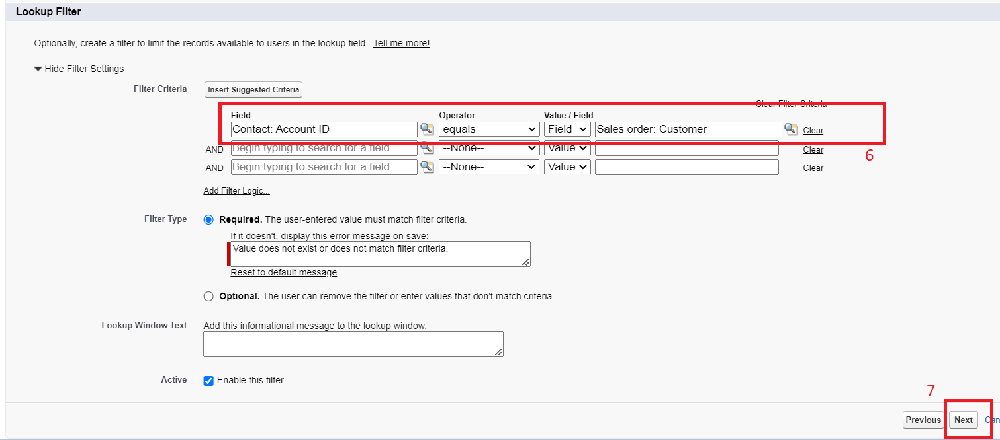 Lookup Filter
Optionally, create a filter to limit the records available to users in the lookup field. Tell me more!
Hide Filter Settings
Filter Criteria Insert Suggested Criteria
Clear Filter Criteria
Field Operator Value / Field
Contact: Account ID equals Field Sales order: Customer Clear
AND Begin typing to search for a field... --None-- Value Clear
6
AND Begin typing to search for a field... --None-- Value Clear
Add Filter Logic...
Filter Type Required. The user-entered value must match filter criteria.
If it doesn't, display this error message on save:
Value does not exist or does not match filter criteria.
Reset to default message
Optional. The user can remove the filter or enter values that don't match criteria.
Lookup Window Text Add this informational message to the lookup window.
Active Enable this filter.
7
Previous Next Can